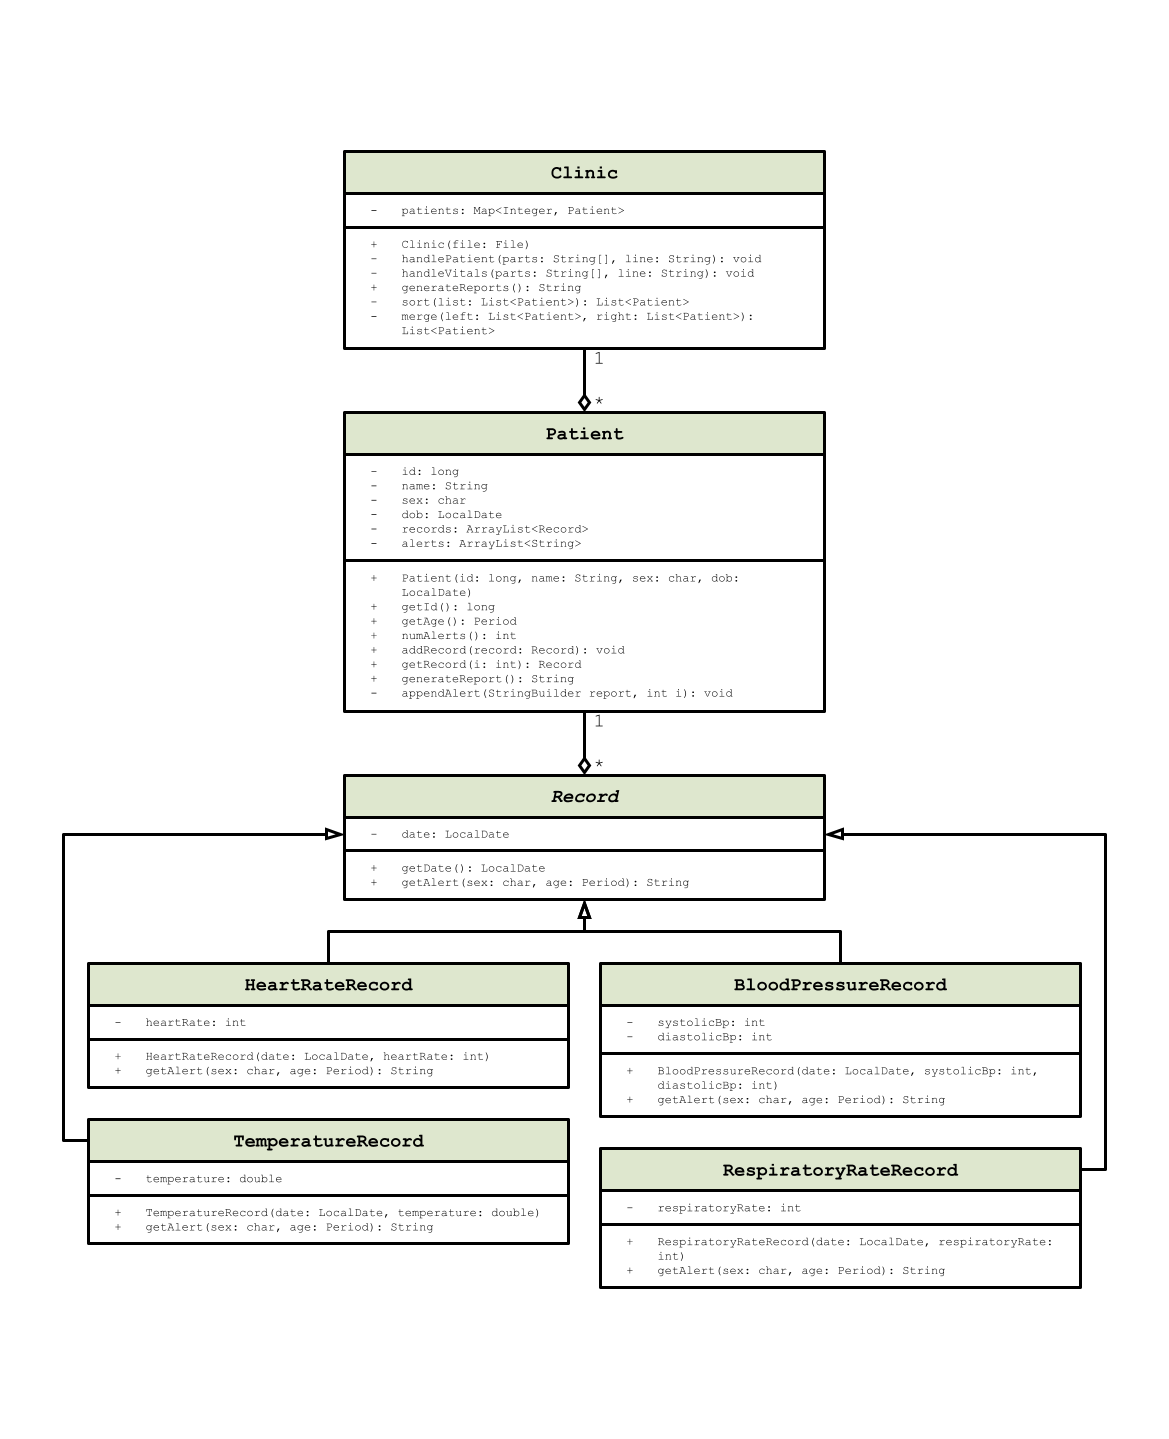 Clinic
- patients: Map<Integer, Patient>
+ Clinic(file: File)
- handlePatient(parts: String[], line: String): void
- handleVitals(parts: String[], line: String): void
+ generateReports(): String
- sort(list: List<Patient>): List<Patient>
- merge(left: List<Patient>, right: List<Patient>):
List<Patient>
1
*
Patient
- id: long
- name: String
- sex: char
- dob: LocalDate
- records: ArrayList<Record>
- alerts: ArrayList<String>
+ Patient(id: long, name: String, sex: char, dob:
LocalDate)
+ getId(): long
+ getAge(): Period
+ numAlerts(): int
+ addRecord(record: Record): void
+ getRecord(i: int): Record
+ generateReport(): String
- appendAlert(StringBuilder report, int i): void
1
*
Record
- date: LocalDate
+ getDate(): LocalDate
+ getAlert(sex: char, age: Period): String
HeartRateRecord
- heartRate: int
+ HeartRateRecord(date: LocalDate, heartRate: int)
+ getAlert(sex: char, age: Period): String
BloodPressureRecord
- systolicBp: int
- diastolicBp: int
+ BloodPressureRecord(date: LocalDate, systolicBp: int,
diastolicBp: int)
+ getAlert(sex: char, age: Period): String
TemperatureRecord
- temperature: double
+ TemperatureRecord(date: LocalDate, temperature: double)
+ getAlert(sex: char, age: Period): String
RespiratoryRateRecord
- respiratoryRate: int
+ RespiratoryRateRecord(date: LocalDate, respiratoryRate:
int)
+ getAlert(sex: char, age: Period): String